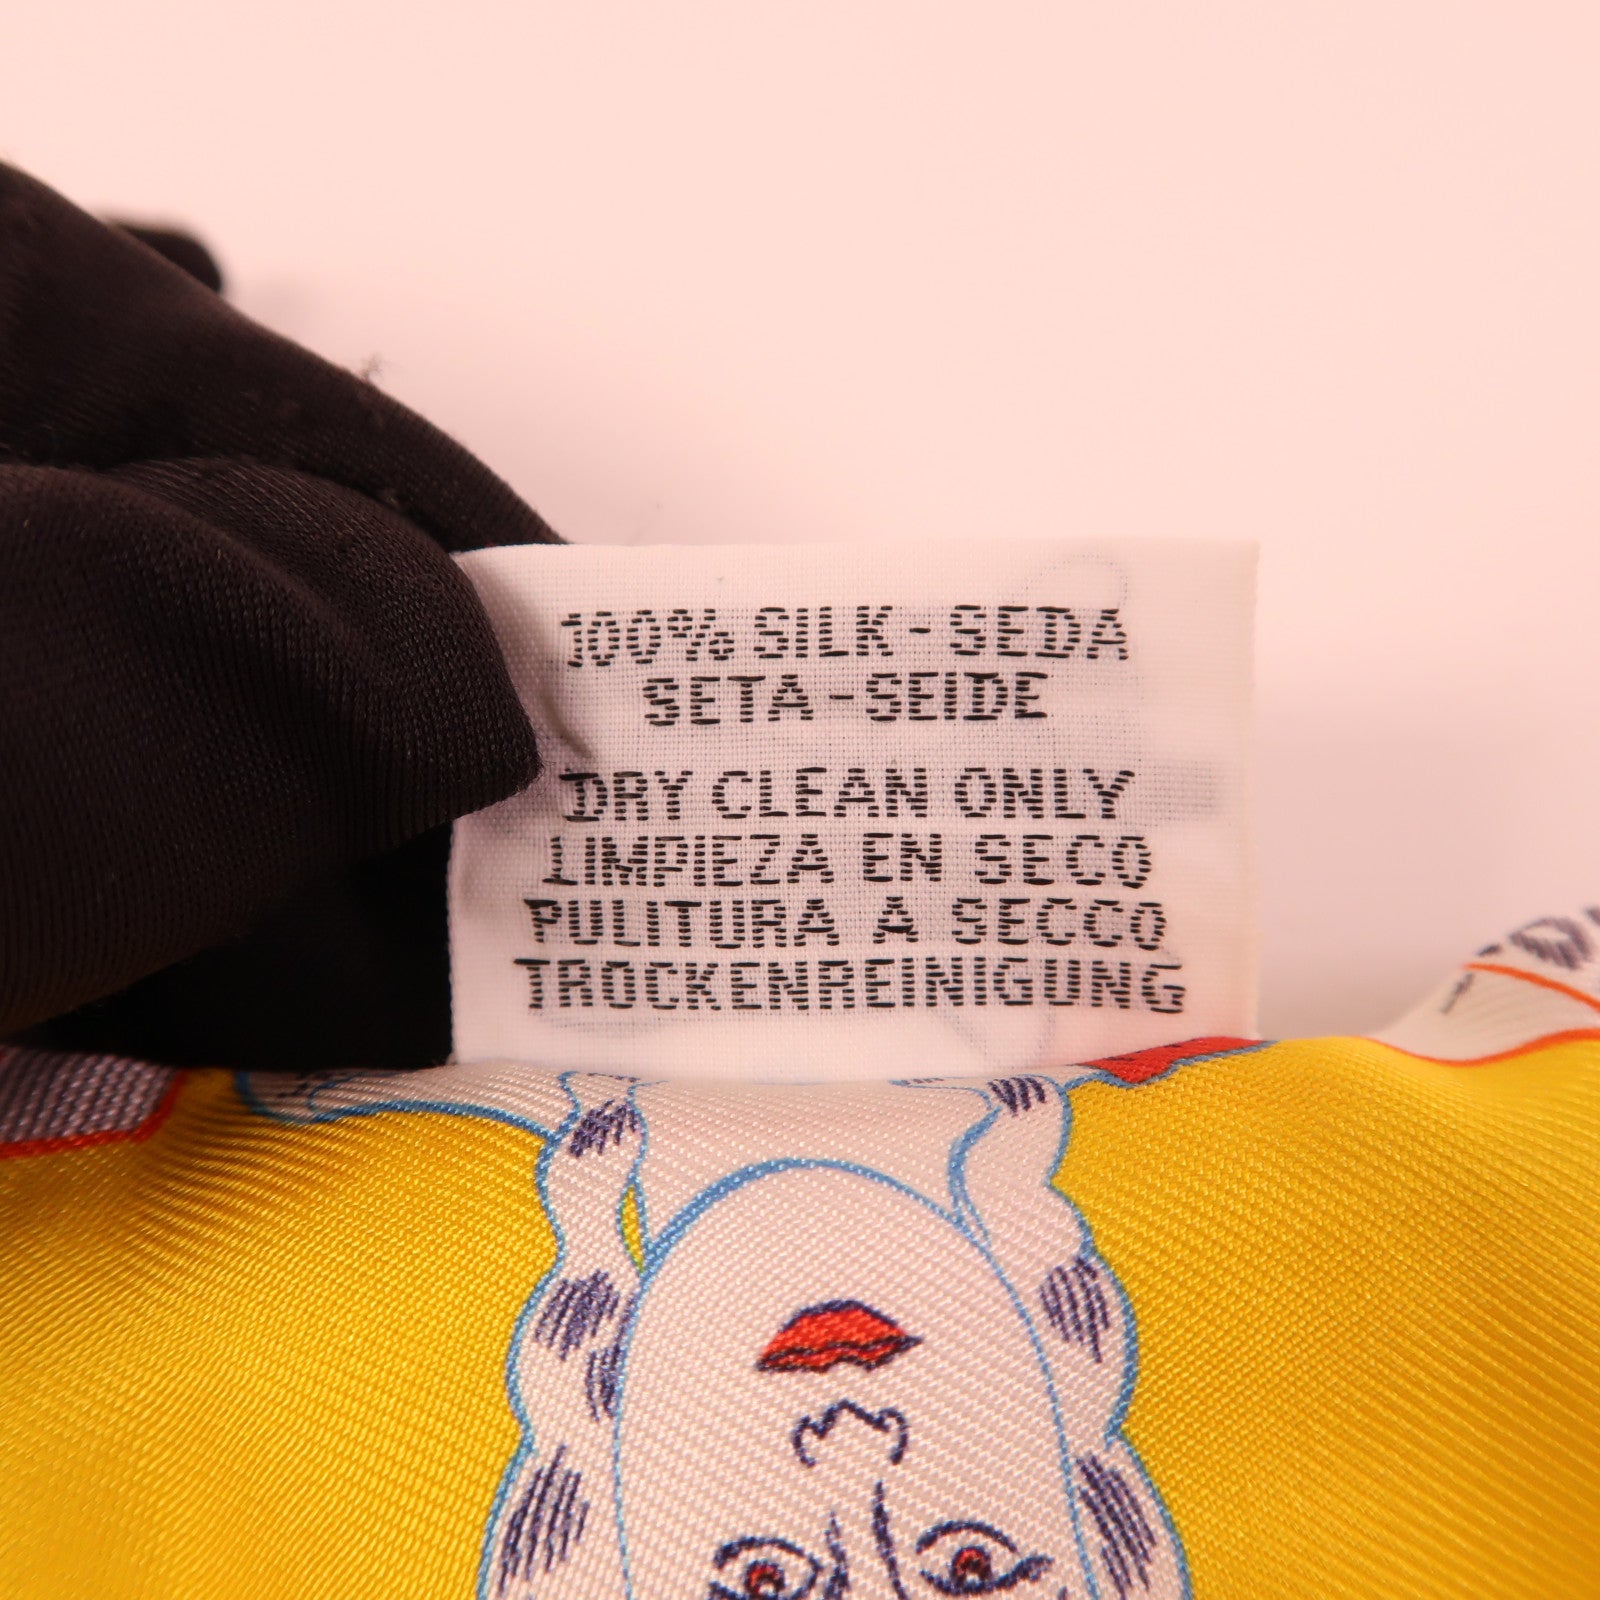 100% SILK-SEDA
SETA-SEIDE
DRY CLEAN ONLY
LIMPIEZA EN SECO
PULITURA A SECCO
TROCKENREINIGUNG